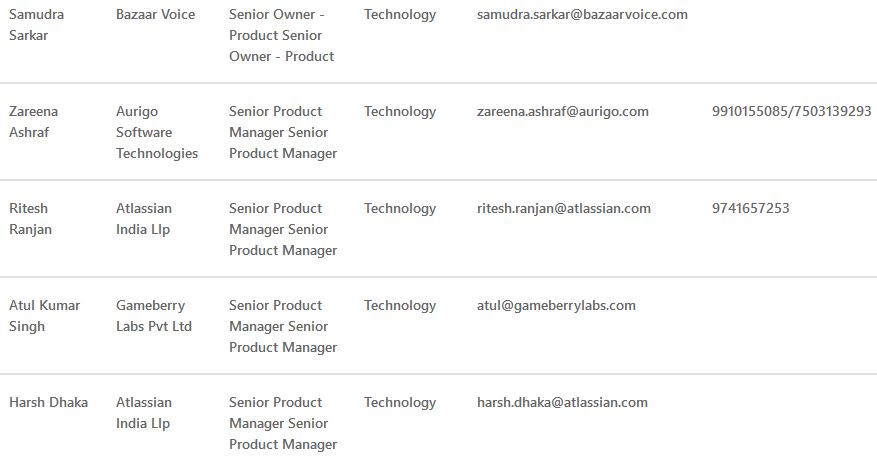 Samudra Sarkar Bazaar Voice Senior Owner - Product Senior Owner - Product Technology samudra.sarkar@bazaarvoice.com
Zareena Ashraf Aurigo Software Technologies Senior Product Manager Senior Product Manager Technology zareena.ashraf@aurigo.com 9910155085/7503139293
Ritesh Ranjan Atlassian India Llp Senior Product Manager Senior Product Manager Technology ritesh.ranjan@atlassian.com 9741657253
Atul Kumar Singh Gameberry Labs Pvt Ltd Senior Product Manager Senior Product Manager Technology atul@gameberrylabs.com
Harsh Dhaka Atlassian India Llp Senior Product Manager Senior Product Manager Technology harsh.dhaka@atlassian.com